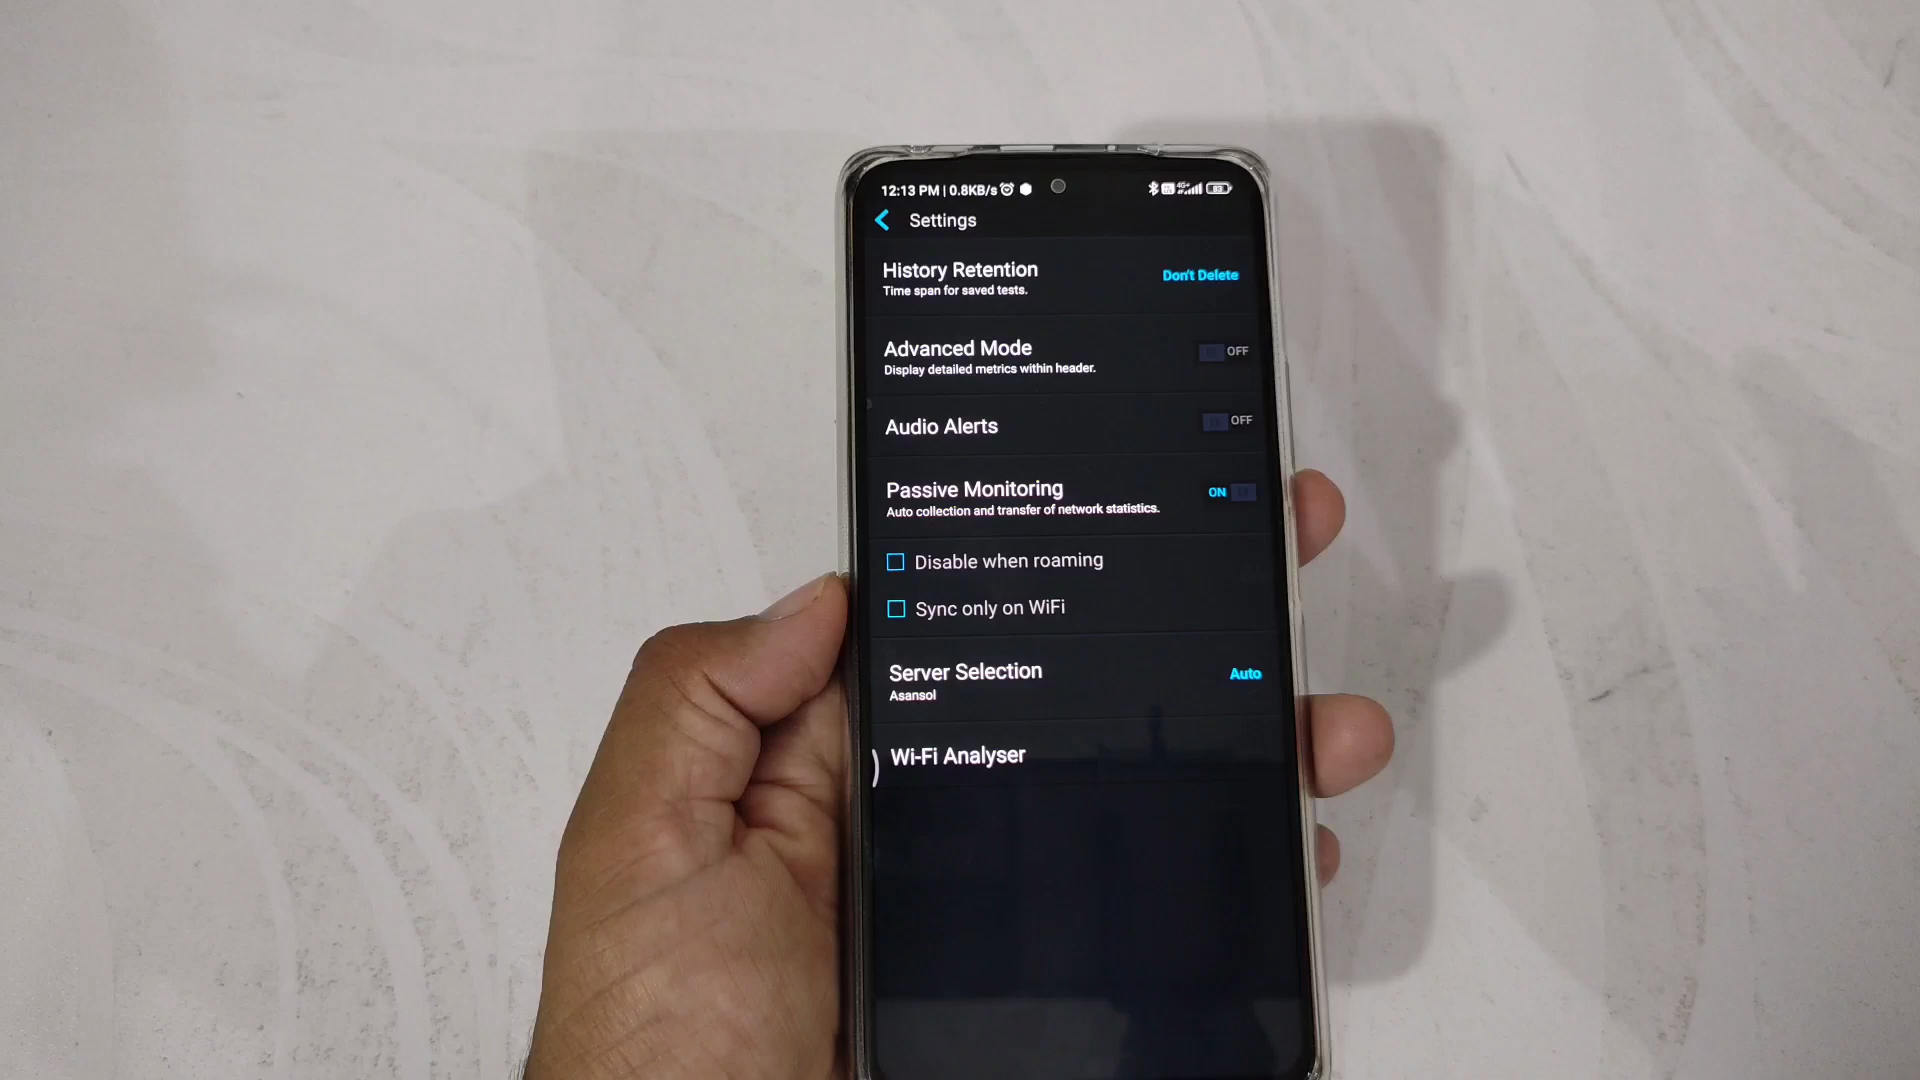 12:13 PM | 0.8KB/s 4G+ 83
Settings
History Retention
Time span for saved tests.
Don't Delete
Advanced Mode
Display detailed metrics within header.
OFF
Audio Alerts
OFF
Passive Monitoring
Auto collection and transfer of network statistics.
ON
Disable when roaming
Sync only on WiFi
Server Selection
Asansol
Auto
Wi-Fi Analyser